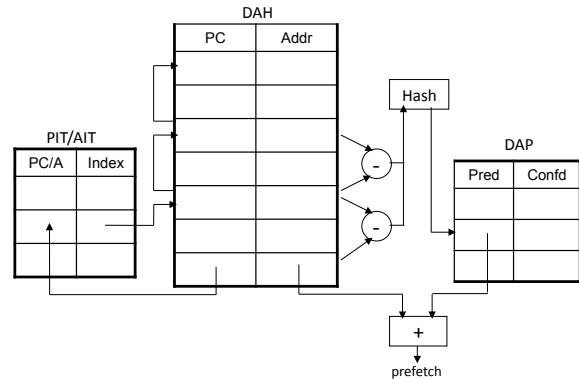 DAH
PC Addr
Hash
PIT/AIT
PC/A Index
DAP
Pred Confd
-
-
+
prefetch